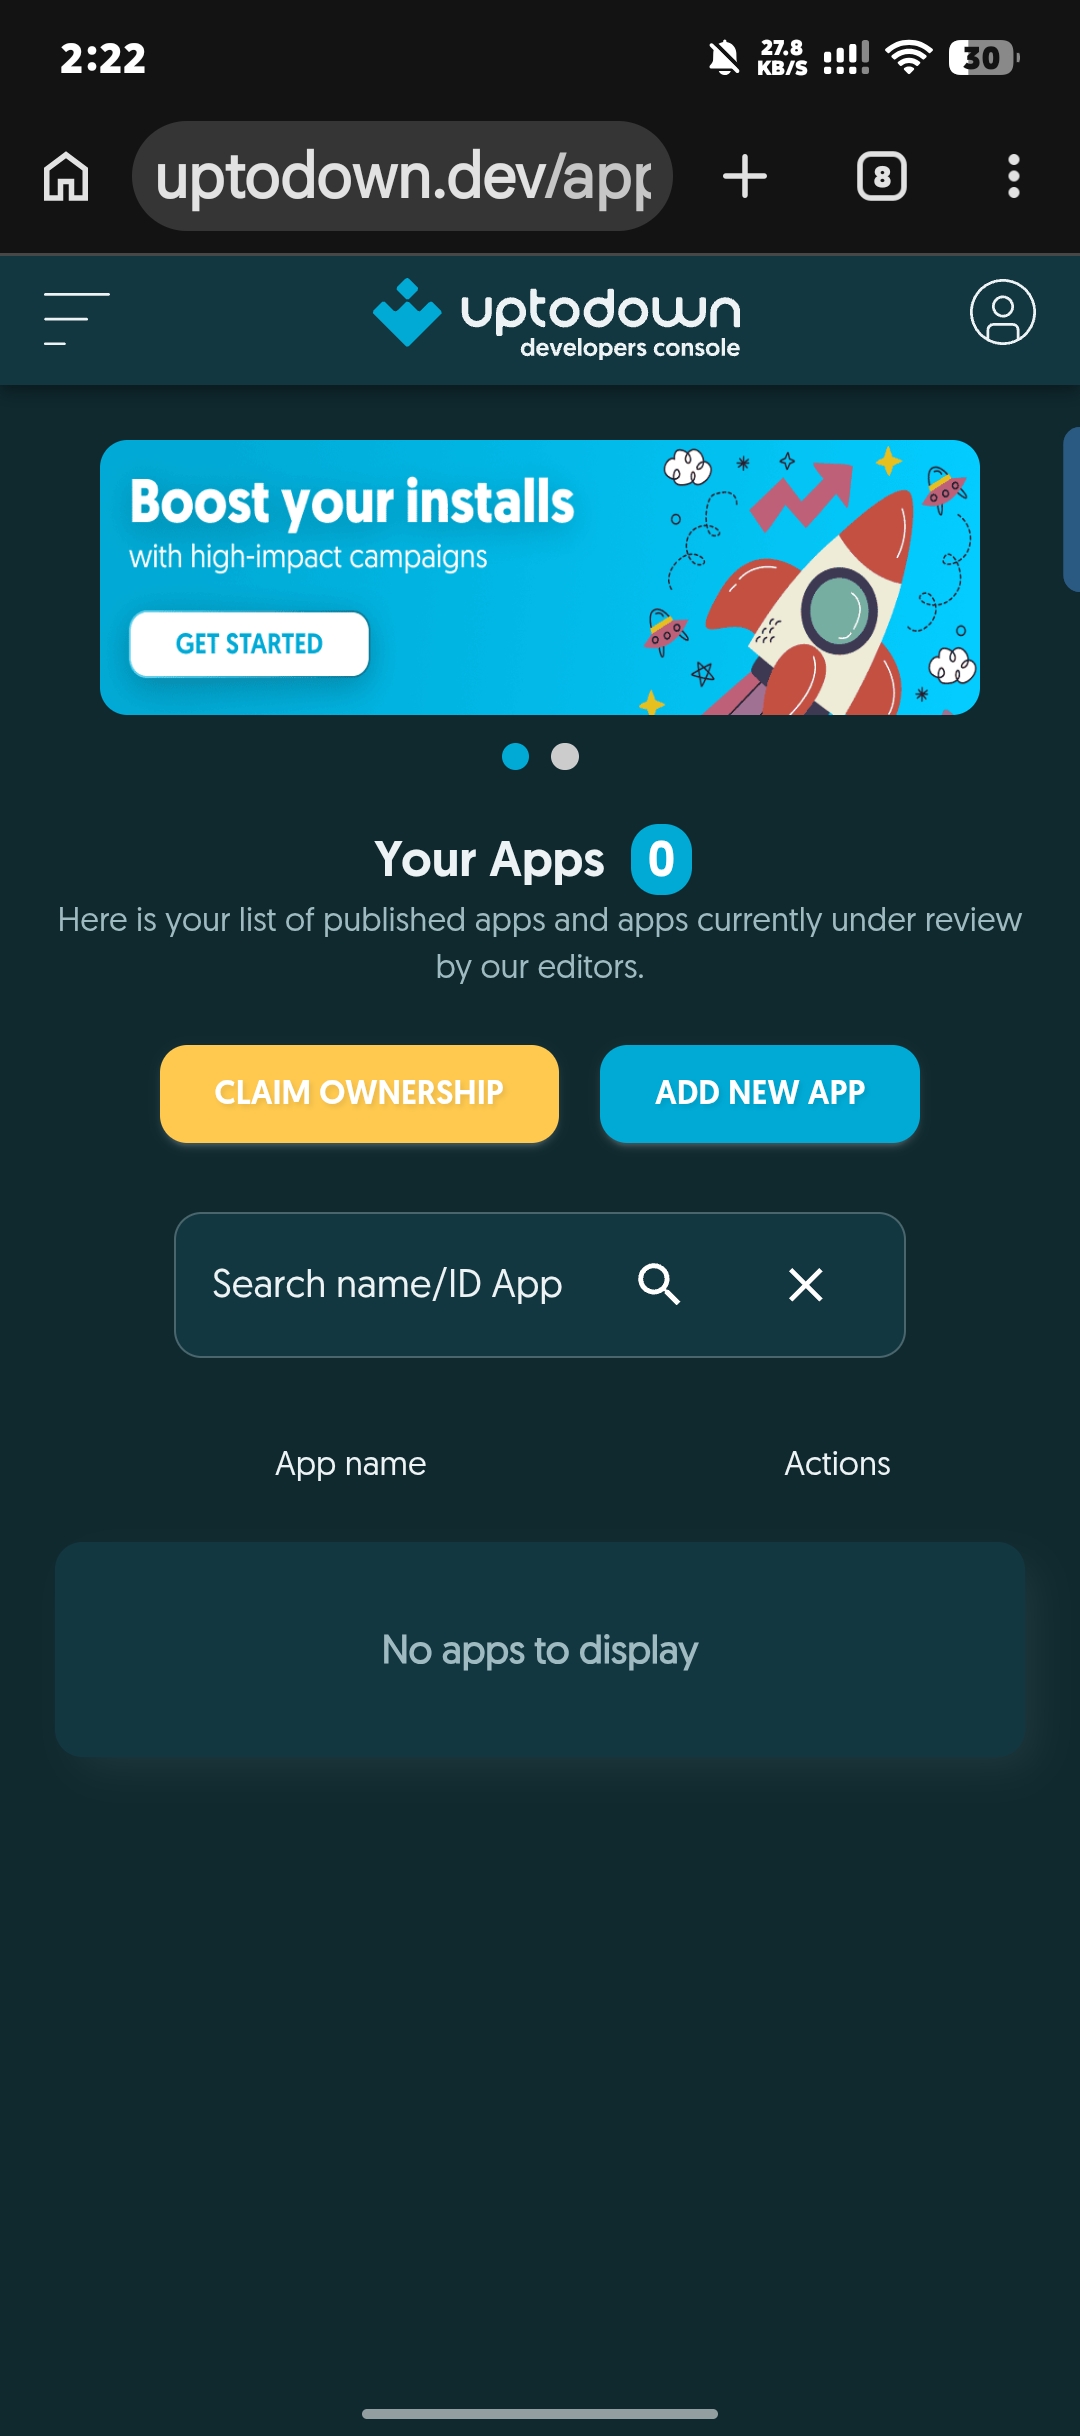 2:22
27.8
KB/S
30
uptodown.dev/app
8
uptodown
developers console
Boost your installs
with high-impact campaigns
GET STARTED
Your Apps 0
Here is your list of published apps and apps currently under review
by our editors.
CLAIM OWNERSHIP
ADD NEW APP
Search name/ID App
App name
Actions
No apps to display